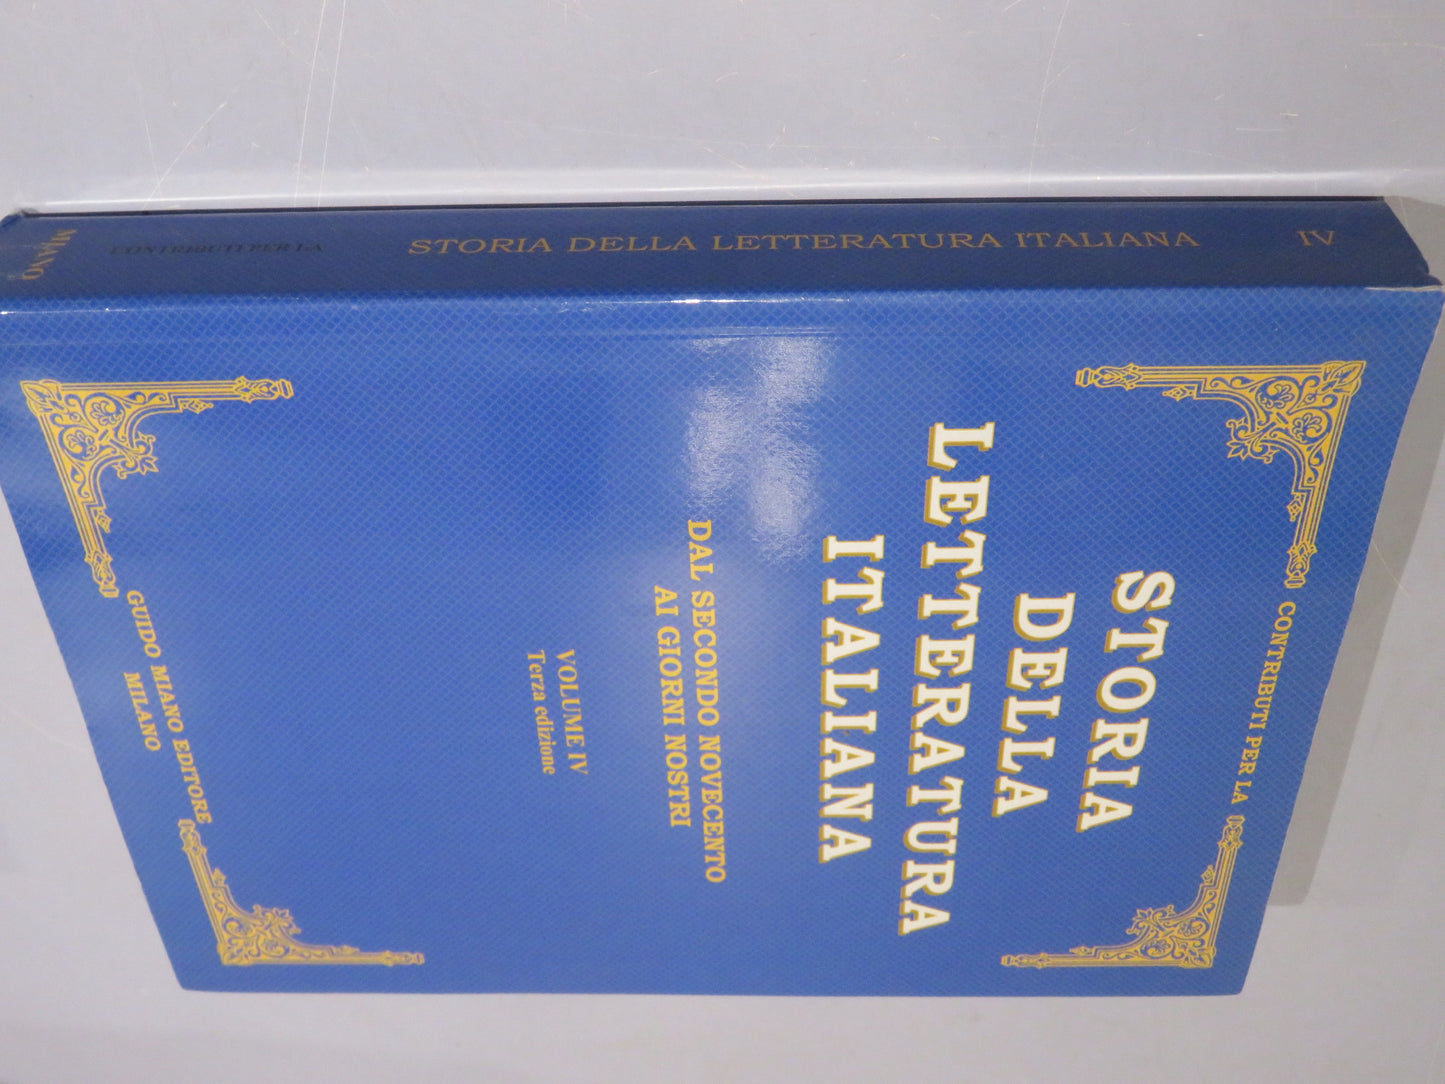 CONTRIBUTI PER LA
STORIA
DELLA
LETTERATURA
ITALIANA
DAL SECONDO NOVECENTO
AI GIORNI NOSTRI
VOLUME IV
Terza edizione
GUIDO MIANO EDITORE
MILANO
IV
STORIA DELLA LETTERATURA ITALIANA
CONTRIBUTI PER LA
MIANO